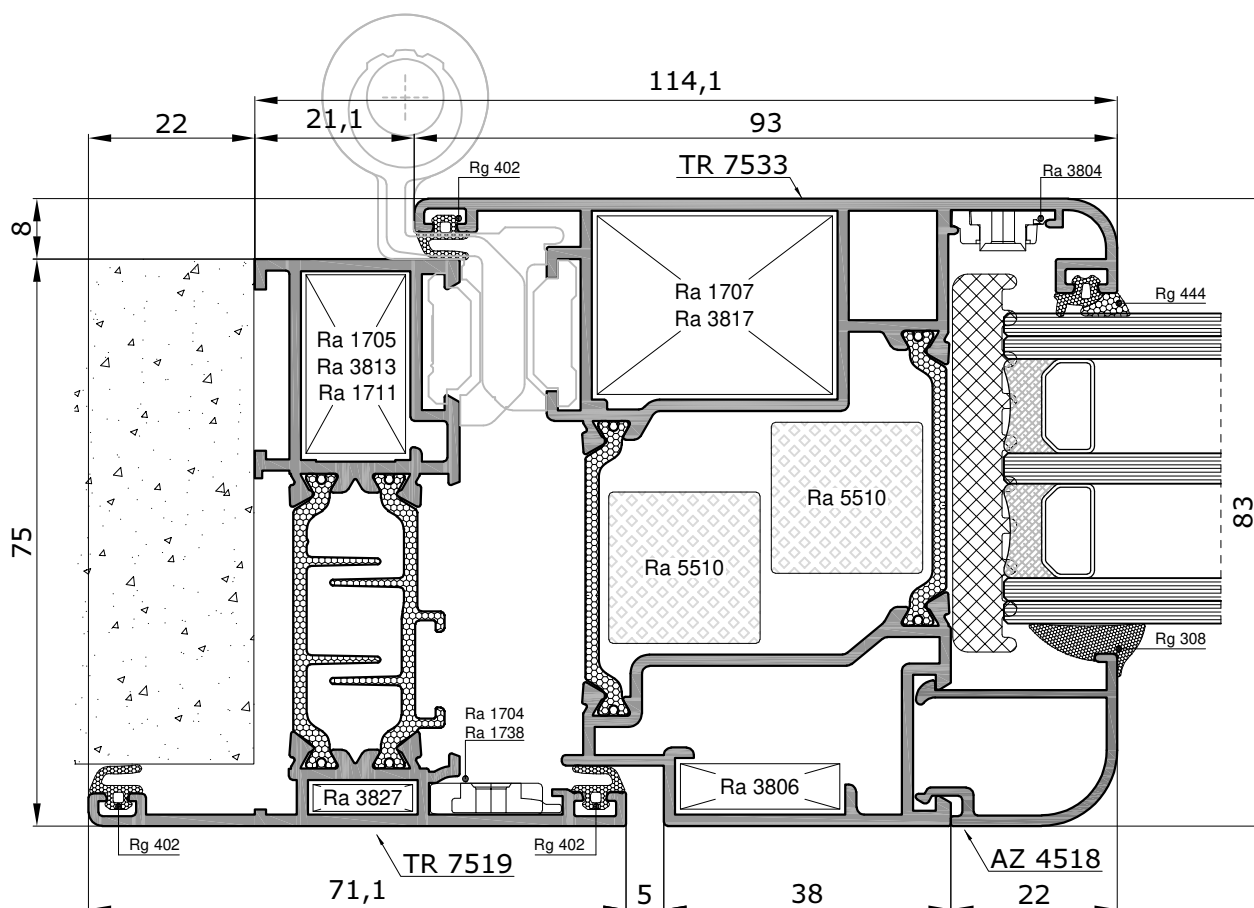 114,1
22
21,1
93
Rg 402
TR 7533
Ra 3804
8
Ra 1707
Ra 3817
Rg 444
Ra 1705
Ra 3813
Ra 1711
75
83
Ra 5510
Ra 5510
Rg 308
Ra 1704
Ra 1738
Ra 3827
Ra 3806
Rg 402
TR 7519
Rg 402
AZ 4518
71,1
5
38
22